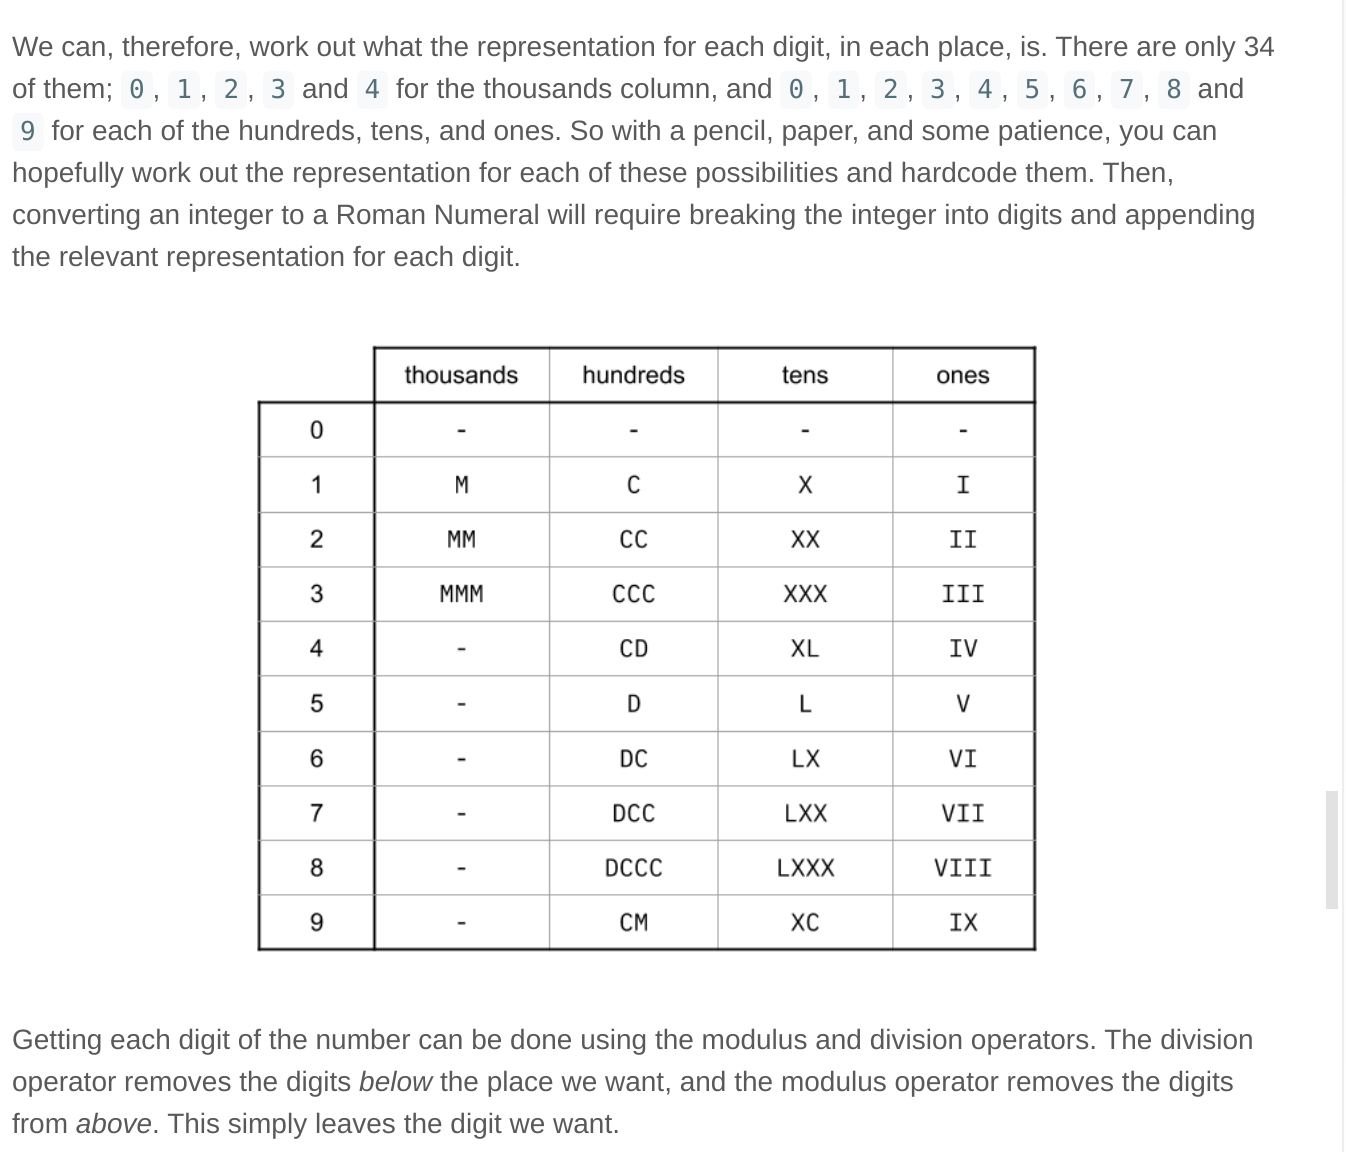 We can, therefore, work out what the representation for each digit, in each place, is. There are only 34
of them; 0, 1, 2, 3 and 4 for the thousands column, and 0, 1, 2, 3, 4, 5, 6, 7, 8 and
9 for each of the hundreds, tens, and ones. So with a pencil, paper, and some patience, you can
hopefully work out the representation for each of these possibilities and hardcode them. Then,
converting an integer to a Roman Numeral will require breaking the integer into digits and appending
the relevant representation for each digit.
thousands hundreds tens ones
0 - - - -
1 M C X I
2 MM CC XX II
3 MMM CCC XXX III
4 - CD XL IV
5 - D L V
6 - DC LX VI
7 - DCC LXX VII
8 - DCCC LXXX VIII
9 - CM XC IX
Getting each digit of the number can be done using the modulus and division operators. The division
operator removes the digits below the place we want, and the modulus operator removes the digits
from above. This simply leaves the digit we want.